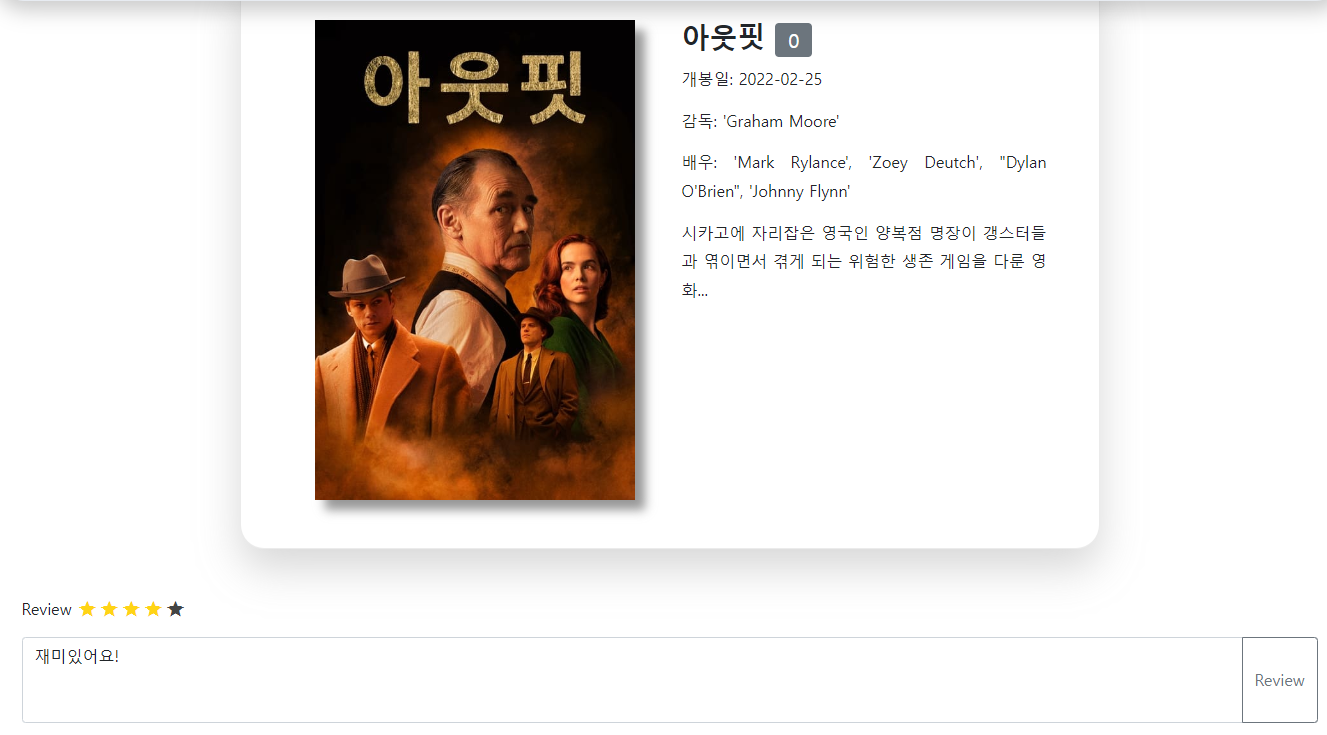 아웃핏
아웃핏 0
개봉일: 2022-02-25
감독: 'Graham Moore'
배우: 'Mark Rylance', 'Zoey Deutch', "Dylan
O'Brien", 'Johnny Flynn'
시카고에 자리잡은 영국인 양복점 명장이 갱스터들
과 엮이면서 겪게 되는 위험한 생존 게임을 다룬 영
화...
Review
재미있어요!
Review